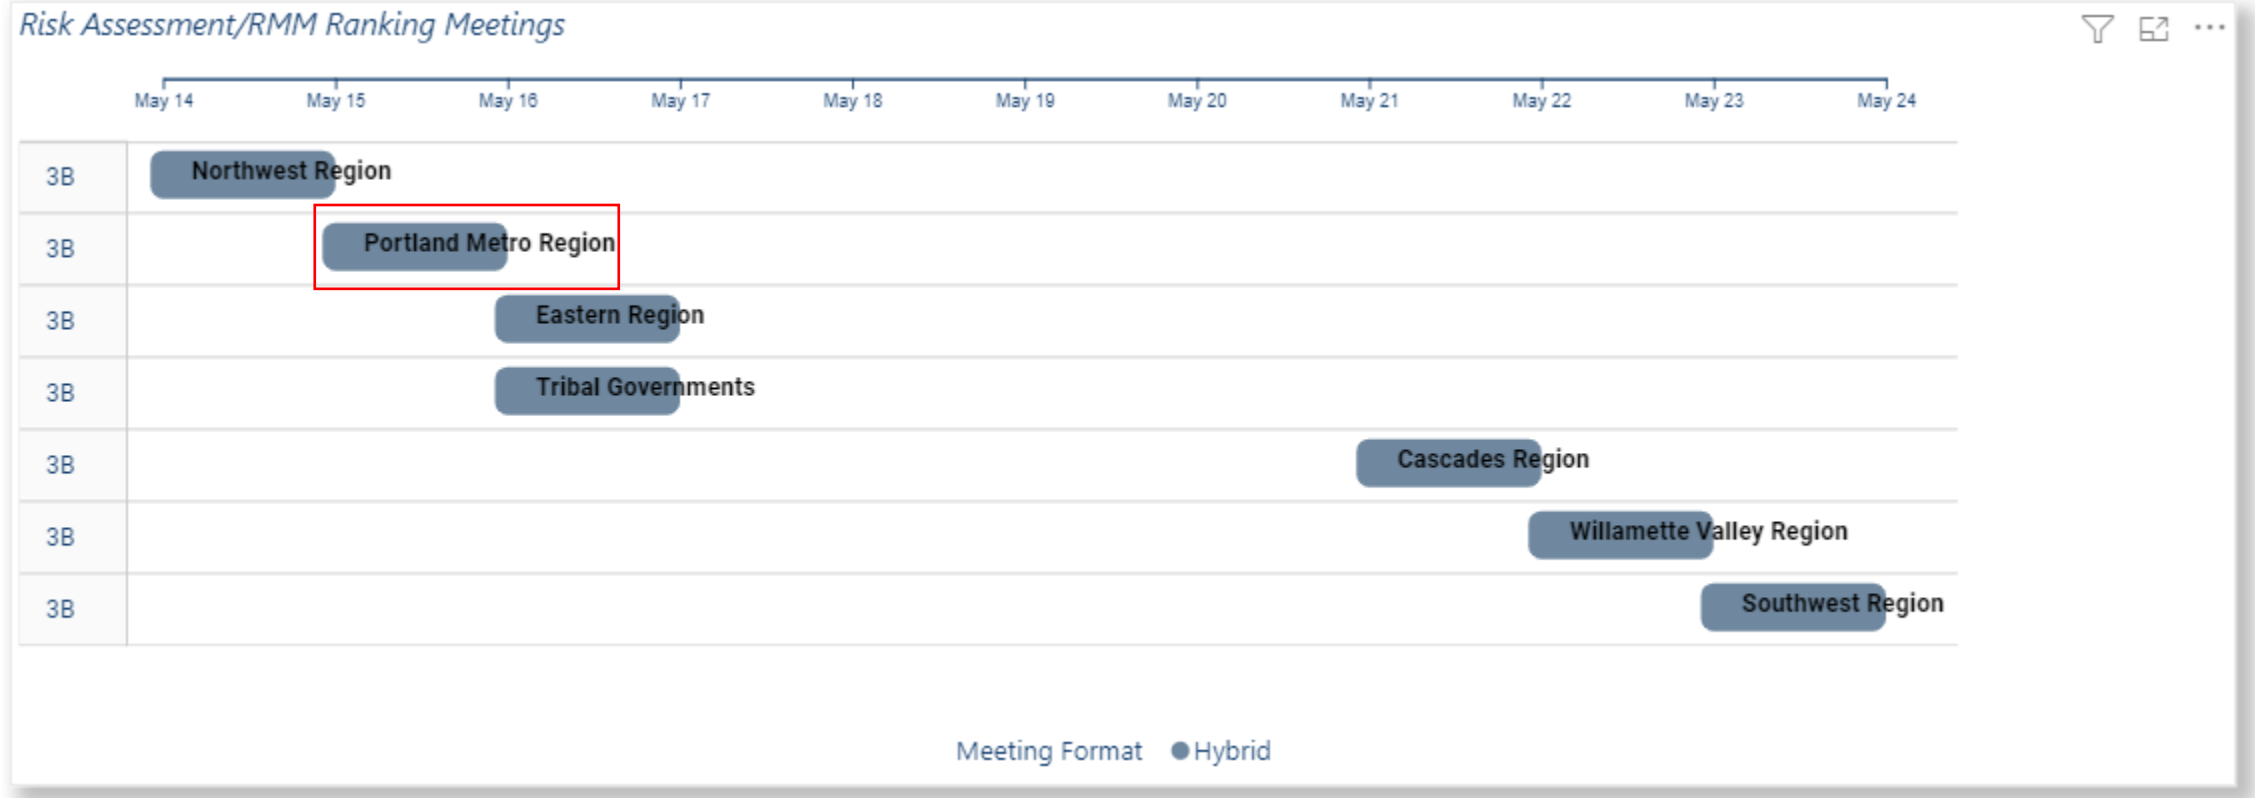 Risk Assessment/RMM Ranking Meetings
May 14 May 15 May 16 May 17 May 18 May 19 May 20 May 21 May 22 May 23 May 24
3B Northwest Region
3B Portland Metro Region
3B Eastern Region
3B Tribal Governments
3B Cascades Region
3B Willamette Valley Region
3B Southwest Region
Meeting Format Hybrid